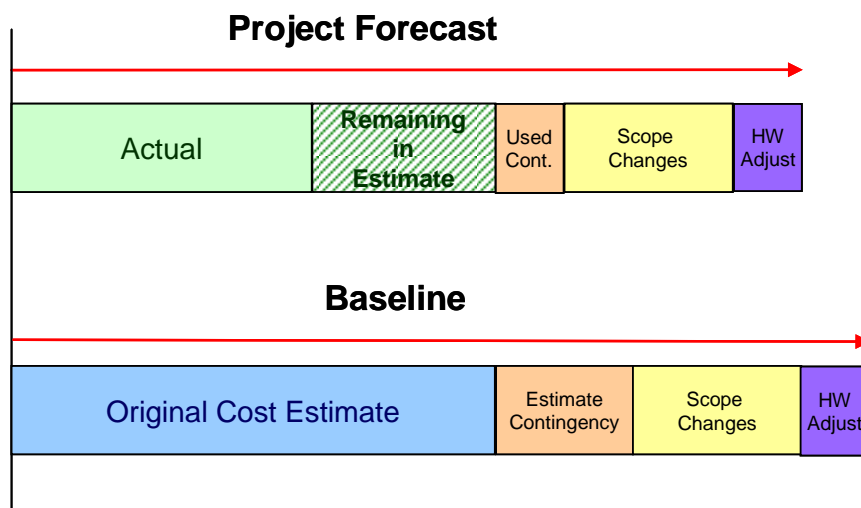 Project Forecast
Actual
Remaining
in
Estimate
Used
Cont.
Scope
Changes
HW
Adjust
Baseline
Original Cost Estimate
Estimate
Contingency
Scope
Changes
HW
Adjust